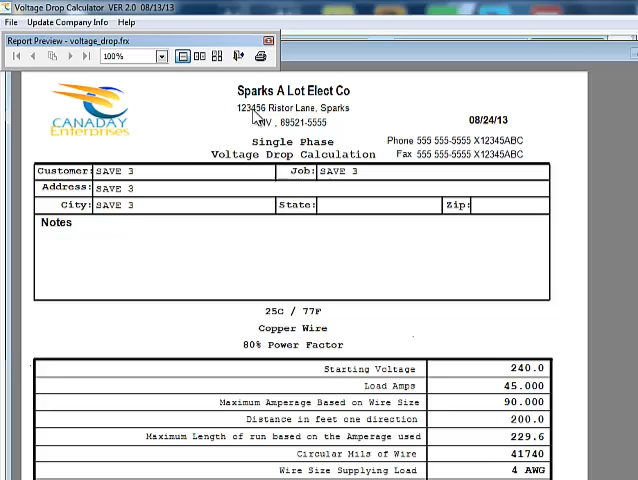 Voltage Drop Calculator VER 2.0 08/13/13
File Update Company Info Help
Report Preview - voltage_drop.frx
100%
CANADAY
Enterprises
Sparks A Lot Elect Co
123456 Ristor Lane, Sparks
NV , 89521-5555
08/24/13
Single Phase
Voltage Drop Calculation
Phone 555 555-5555 X12345ABC
Fax 555 555-5555 X12345ABC
Customer: SAVE 3 Job: SAVE 3
Address: SAVE 3
City: SAVE 3 State: Zip:
Notes
25C / 77F
Copper Wire
80% Power Factor
Starting Voltage 240.0
Load Amps 45.000
Maximum Amperage Based on Wire Size 90.000
Distance in feet one direction 200.0
Maximum Length of run based on the Amperage used 229.6
Circular Mils of Wire 41740
Wire Size Supplying Load 4 AWG